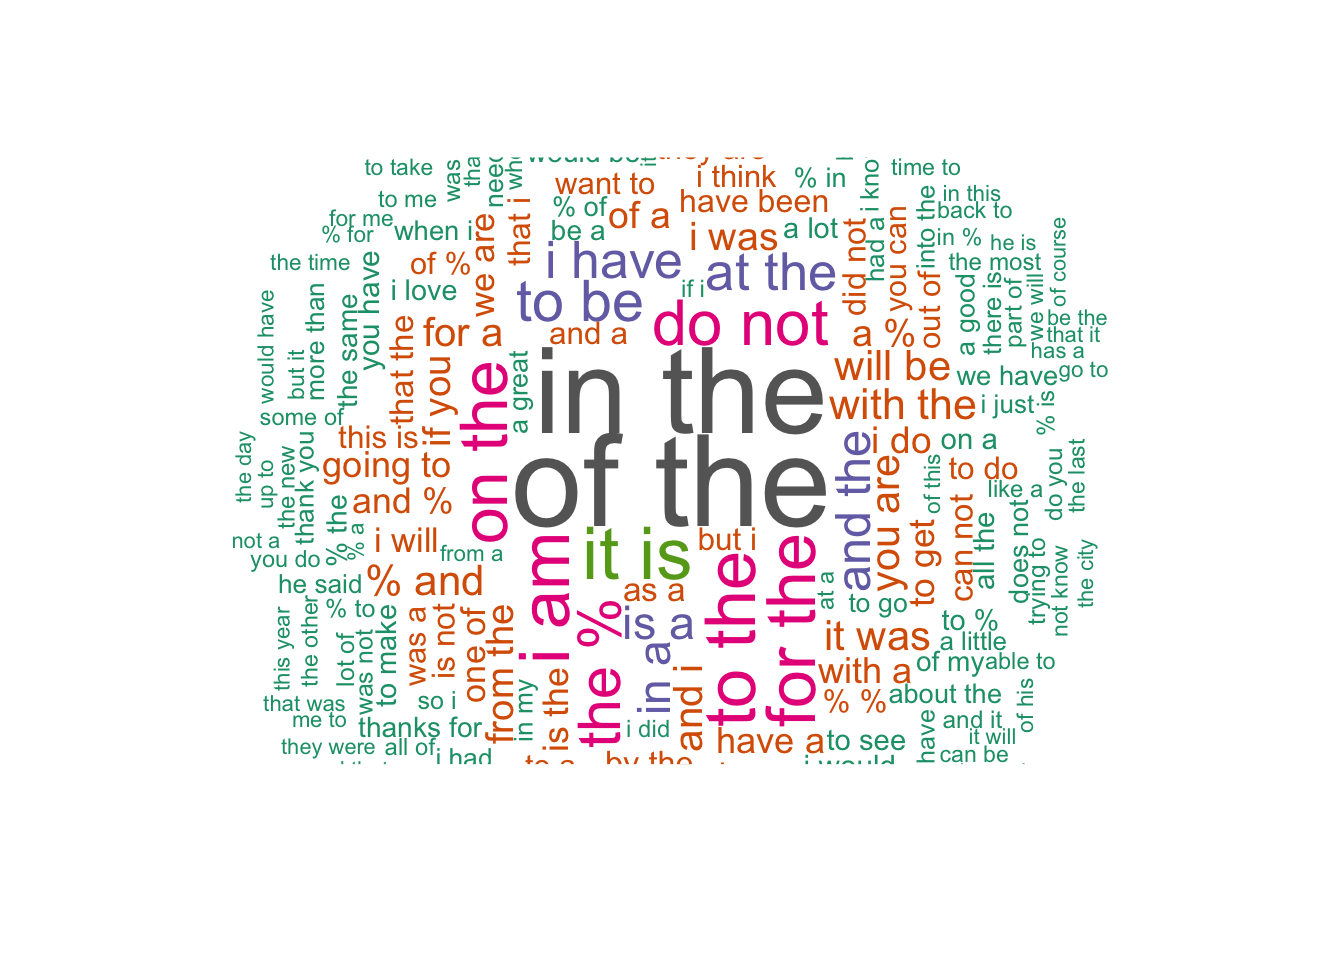 to take
was
need
i think
% in
time to
want to
to me
% of
of a
have been
in this
into the
back to
for me
% for
when i
we are
that i
be a
i was
a lot
did not
had a
you can
in %
he is
of course
the time
you have
of %
i have
at the
out of
the most
we will
i love
to be
if i
a good
there is
part of
be the
would have
but it
more than
the same
that the
for a
and a
do not
a %
that it
has a
if you
on the
a great
in the
will be
we have
go to
with the
i just
% is
some of
this is
of the
and the
i do
on a
the day
up to
the new
thank you
going to
you are
of this
to do
do you
the last
like a
% the
% a
and %
i will
from a
i am
it is
but i
to get
can not
all the
does not
trying to
not know
the city
not a
you do
he said
% and
as a
at a
to go
this year
the other
% to
lot of
was not
to make
was a
is not
one of
from the
the %
is a
in a
to the
for the
it was
to %
a little
with a
of my
able to
that was
so i
in my
is the
i did
and i
% %
about the
of his
me to
thanks for
have a
to see
have
and it
it will
they were
all of
i had
by the
i would
can be